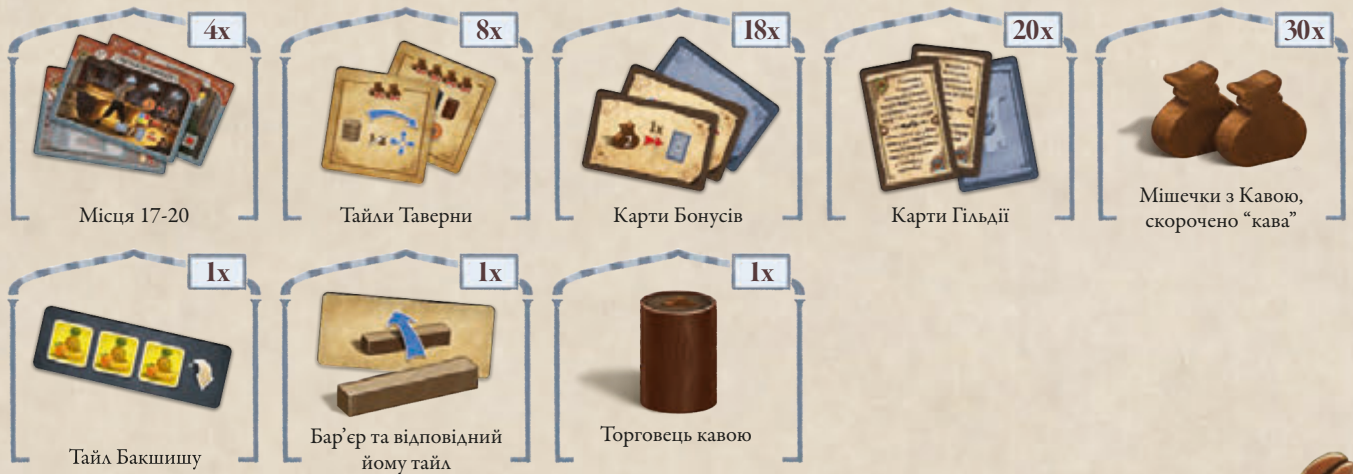 4x
8x
18x
20x
30x
1x
Місця 17-20
Тайли Таверни
Карти Бонусів
Карти Гільдії
Мішечки з Кавою,
скорочено “кава”
1x
1x
1x
Тайл Бакшишу
Бар’єр та відповідний
йому тайл
Торговець кавою